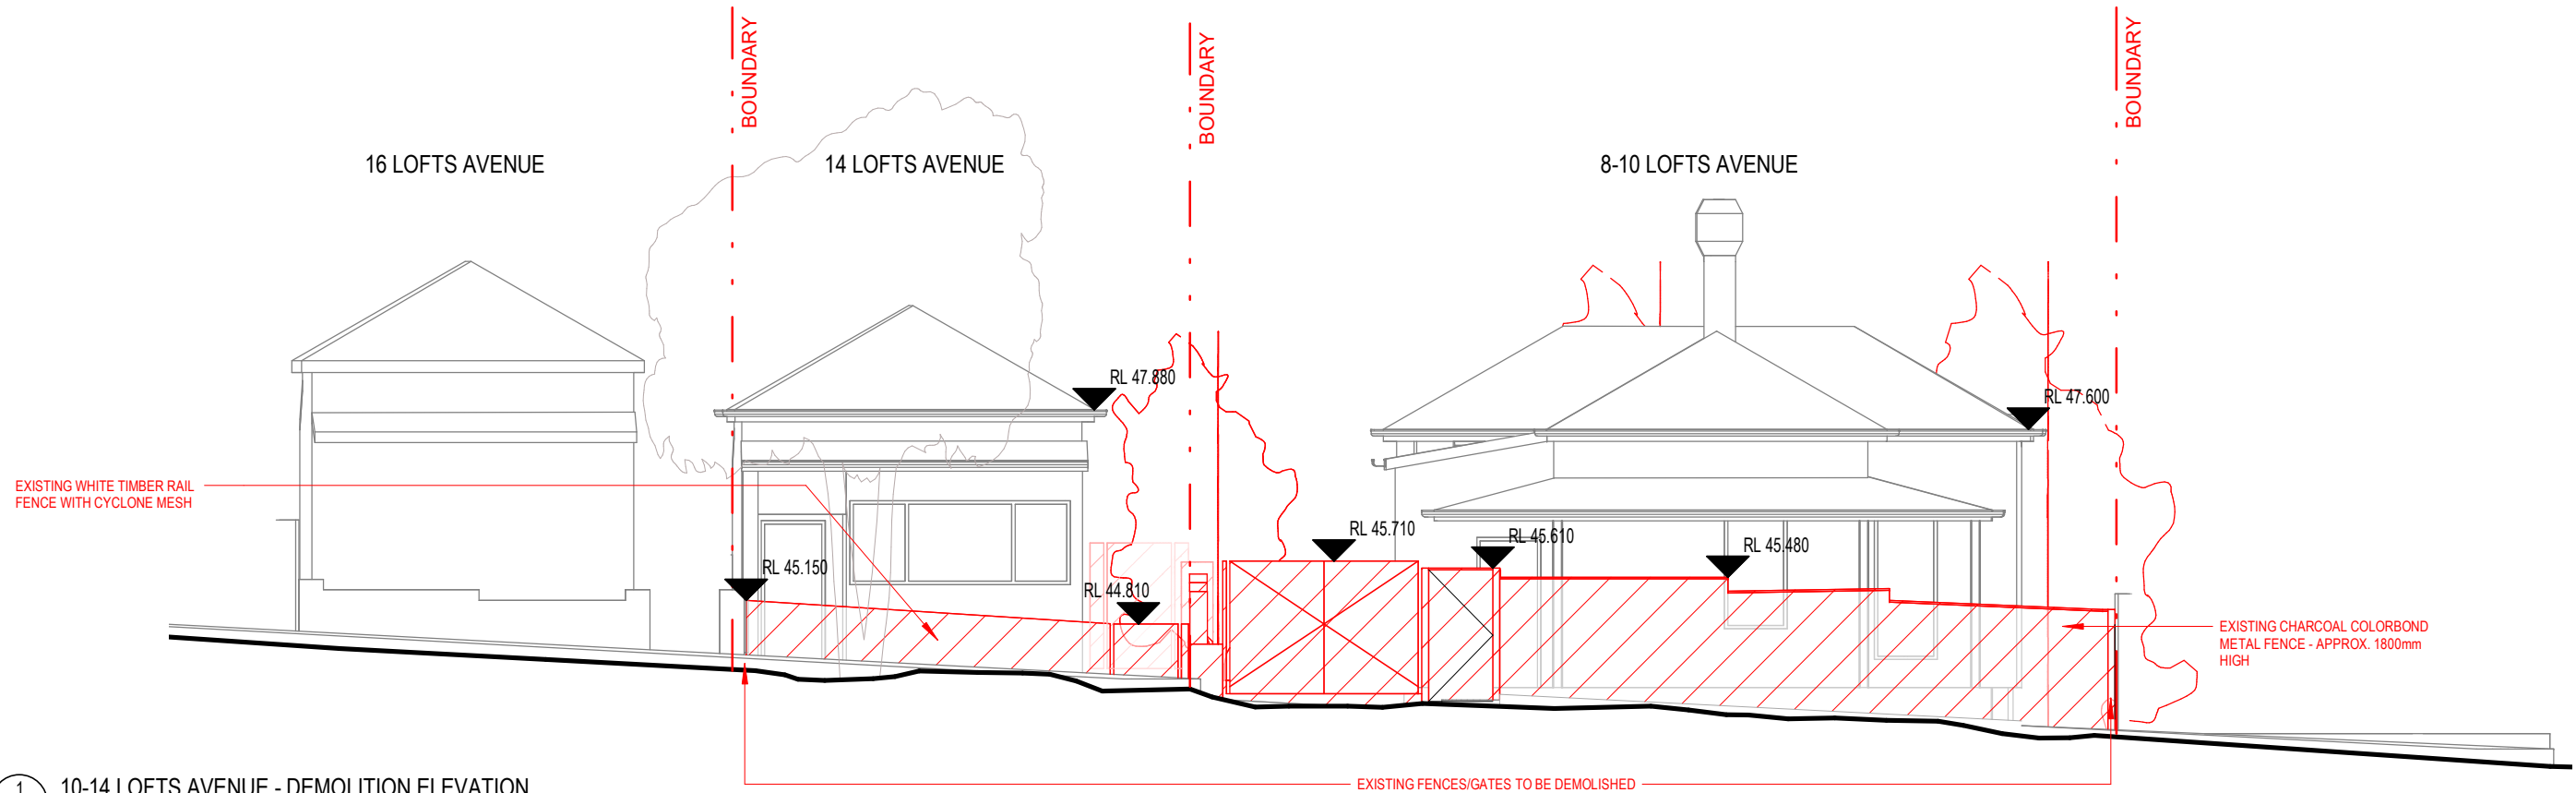 BOUNDARY
BOUNDARY
BOUNDARY
16 LOFTS AVENUE
14 LOFTS AVENUE
8-10 LOFTS AVENUE
RL 47.880
RL 47.600
EXISTING WHITE TIMBER RAIL
FENCE WITH CYCLONE MESH
RL 45.710
RL 45.610
RL 45.480
RL 45.150
RL 44.810
EXISTING CHARCOAL COLORBOND
METAL FENCE - APPROX. 1800mm
HIGH
EXISTING FENCES/GATES TO BE DEMOLISHED
1
10-14 LOFTS AVENUE - DEMOLITION ELEVATION